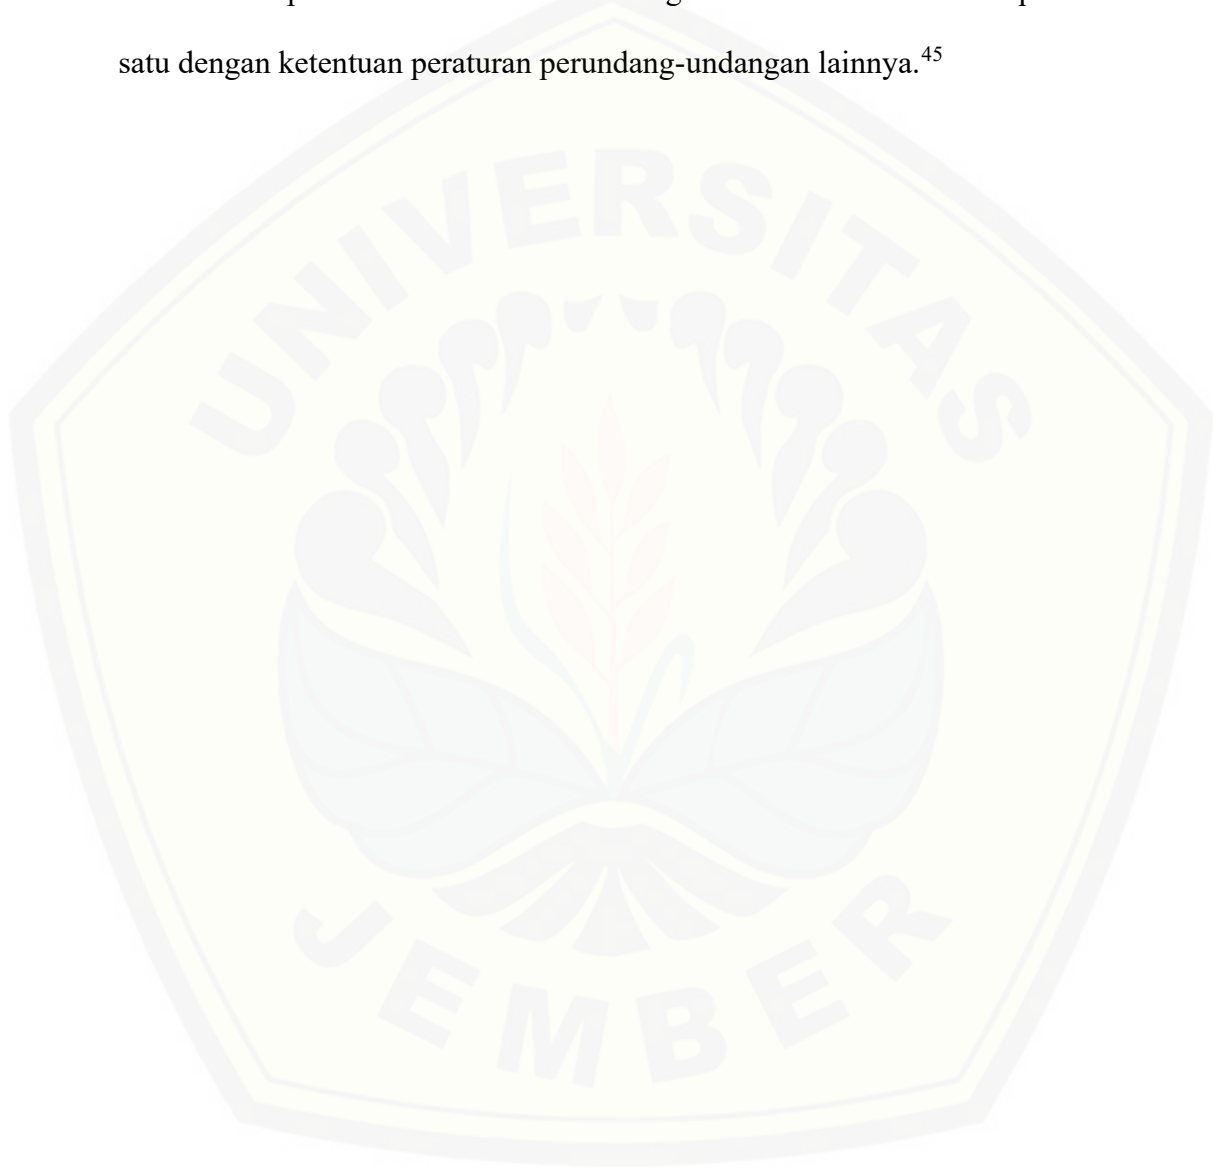 satu dengan ketentuan peraturan perundang-undangan lainnya.⁴⁵
UNIVERSITAS
JEMBER